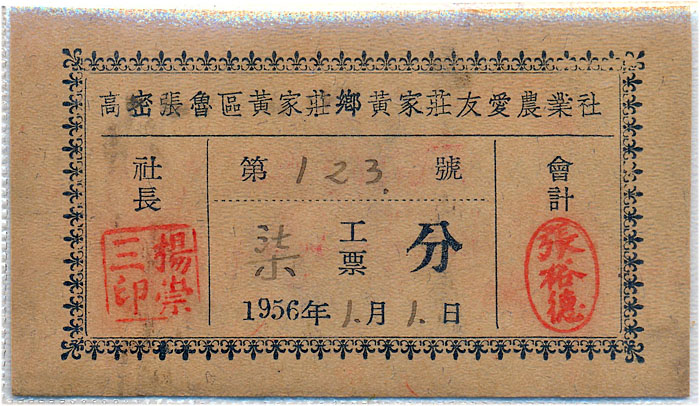 高密張魯區黃家莊鄉黃家莊友愛農業社
社長
楊崇三印
第 123 號
柒 工票 分
1956年 1.月 1.日
會計
張裕德